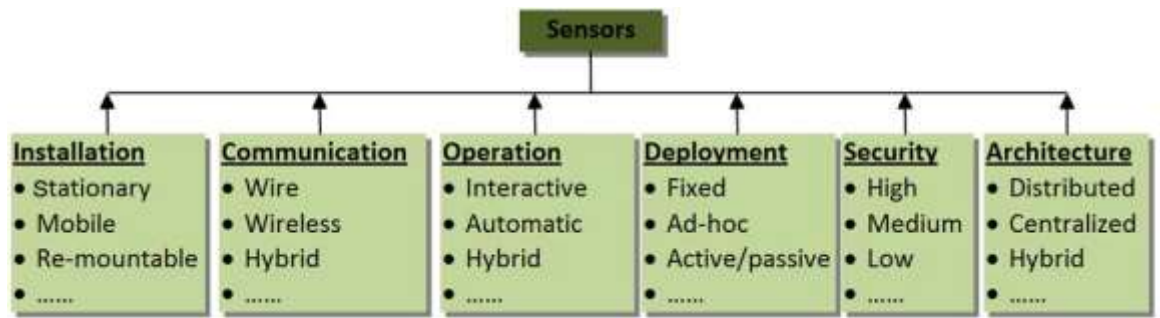 Sensors
Installation
• Stationary
• Mobile
• Re-mountable
• ......
Communication
• Wire
• Wireless
• Hybrid
• ......
Operation
• Interactive
• Automatic
• Hybrid
• ......
Deployment
• Fixed
• Ad-hoc
• Active/passive
• ......
Security
• High
• Medium
• Low
• ......
Architecture
• Distributed
• Centralized
• Hybrid
• ......